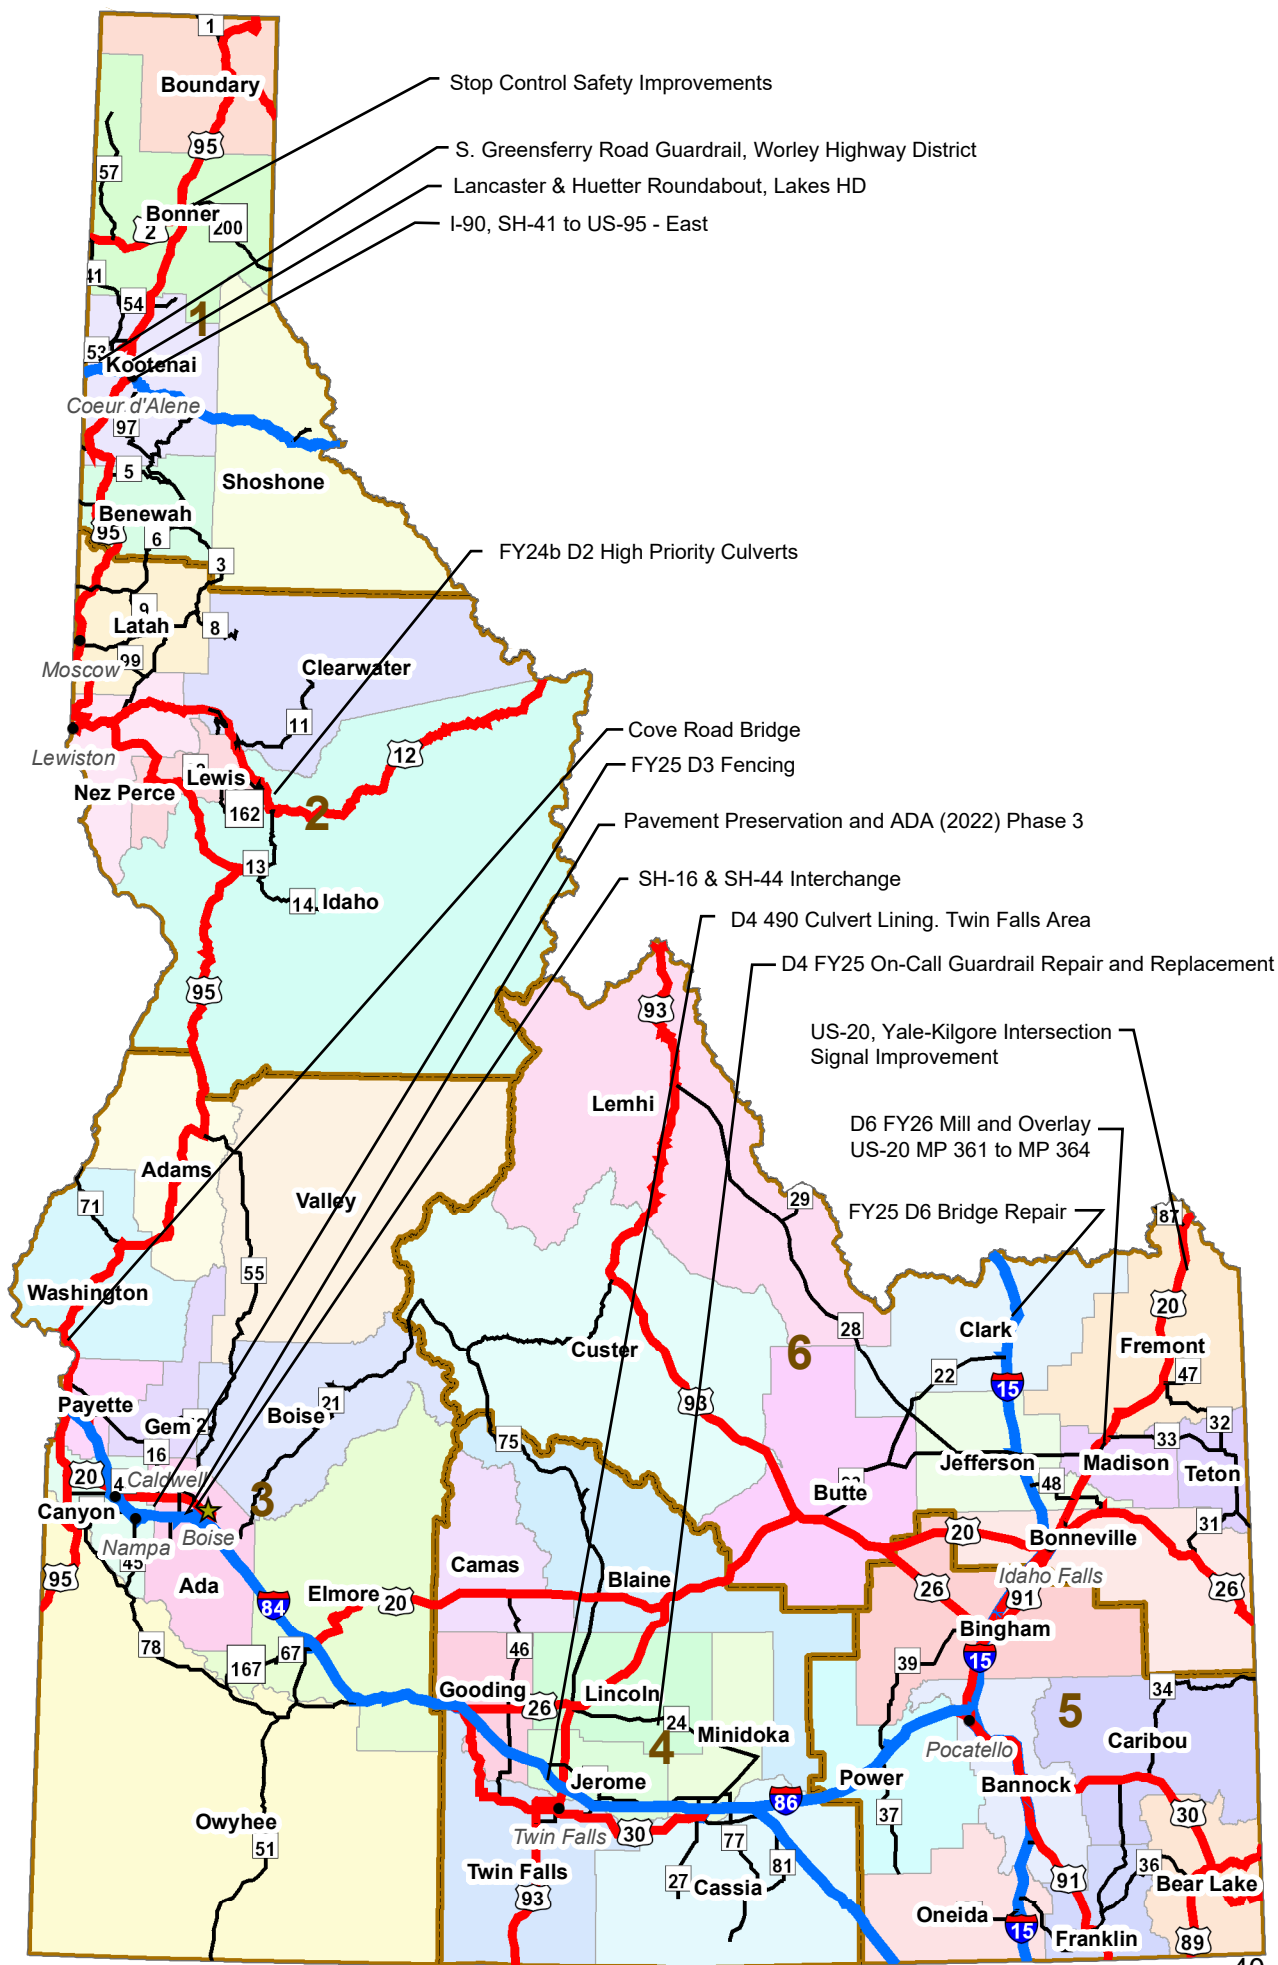 1
Boundary
Stop Control Safety Improvements
95
S. Greensferry Road Guardrail, Worley Highway District
57
Lancaster & Huetter Roundabout, Lakes HD
Bonner
2
200
I-90, SH-41 to US-95 - East
41
54
1
53
Kootenai
Coeur d'Alene
97
5
Shoshone
Benewah
95
6
3
FY24b D2 High Priority Culverts
9
Latah
8
99
Moscow
Clearwater
11
12
Cove Road Bridge
Lewiston
FY25 D3 Fencing
Lewis
Nez Perce
162
2
Pavement Preservation and ADA (2022) Phase 3
13
SH-16 & SH-44 Interchange
14
Idaho
D4 490 Culvert Lining. Twin Falls Area
D4 FY25 On-Call Guardrail Repair and Replacement
95
93
US-20, Yale-Kilgore Intersection
Signal Improvement
Lemhi
D6 FY26 Mill and Overlay
US-20 MP 361 to MP 364
Adams
Valley
71
29
FY25 D6 Bridge Repair
87
55
Washington
20
28
Clark
Custer
6
Fremont
22
47
15
Payette
21
93
Boise
Gem
32
75
33
16
Jefferson
Madison
Teton
20
4
Caldwell
48
3
Butte
Canyon
31
20
Bonneville
Nampa
Boise
45
Camas
Idaho Falls
95
Ada
Blaine
26
91
26
Elmore
20
84
Bingham
78
46
67
167
39
15
Gooding
Lincoln
34
26
24
5
Minidoka
4
Pocatello
Caribou
Jerome
Power
Bannock
86
37
30
Owyhee
Twin Falls
30
77
51
81
36
Twin Falls
27
Cassia
91
Bear Lake
93
Oneida
15
Franklin
89